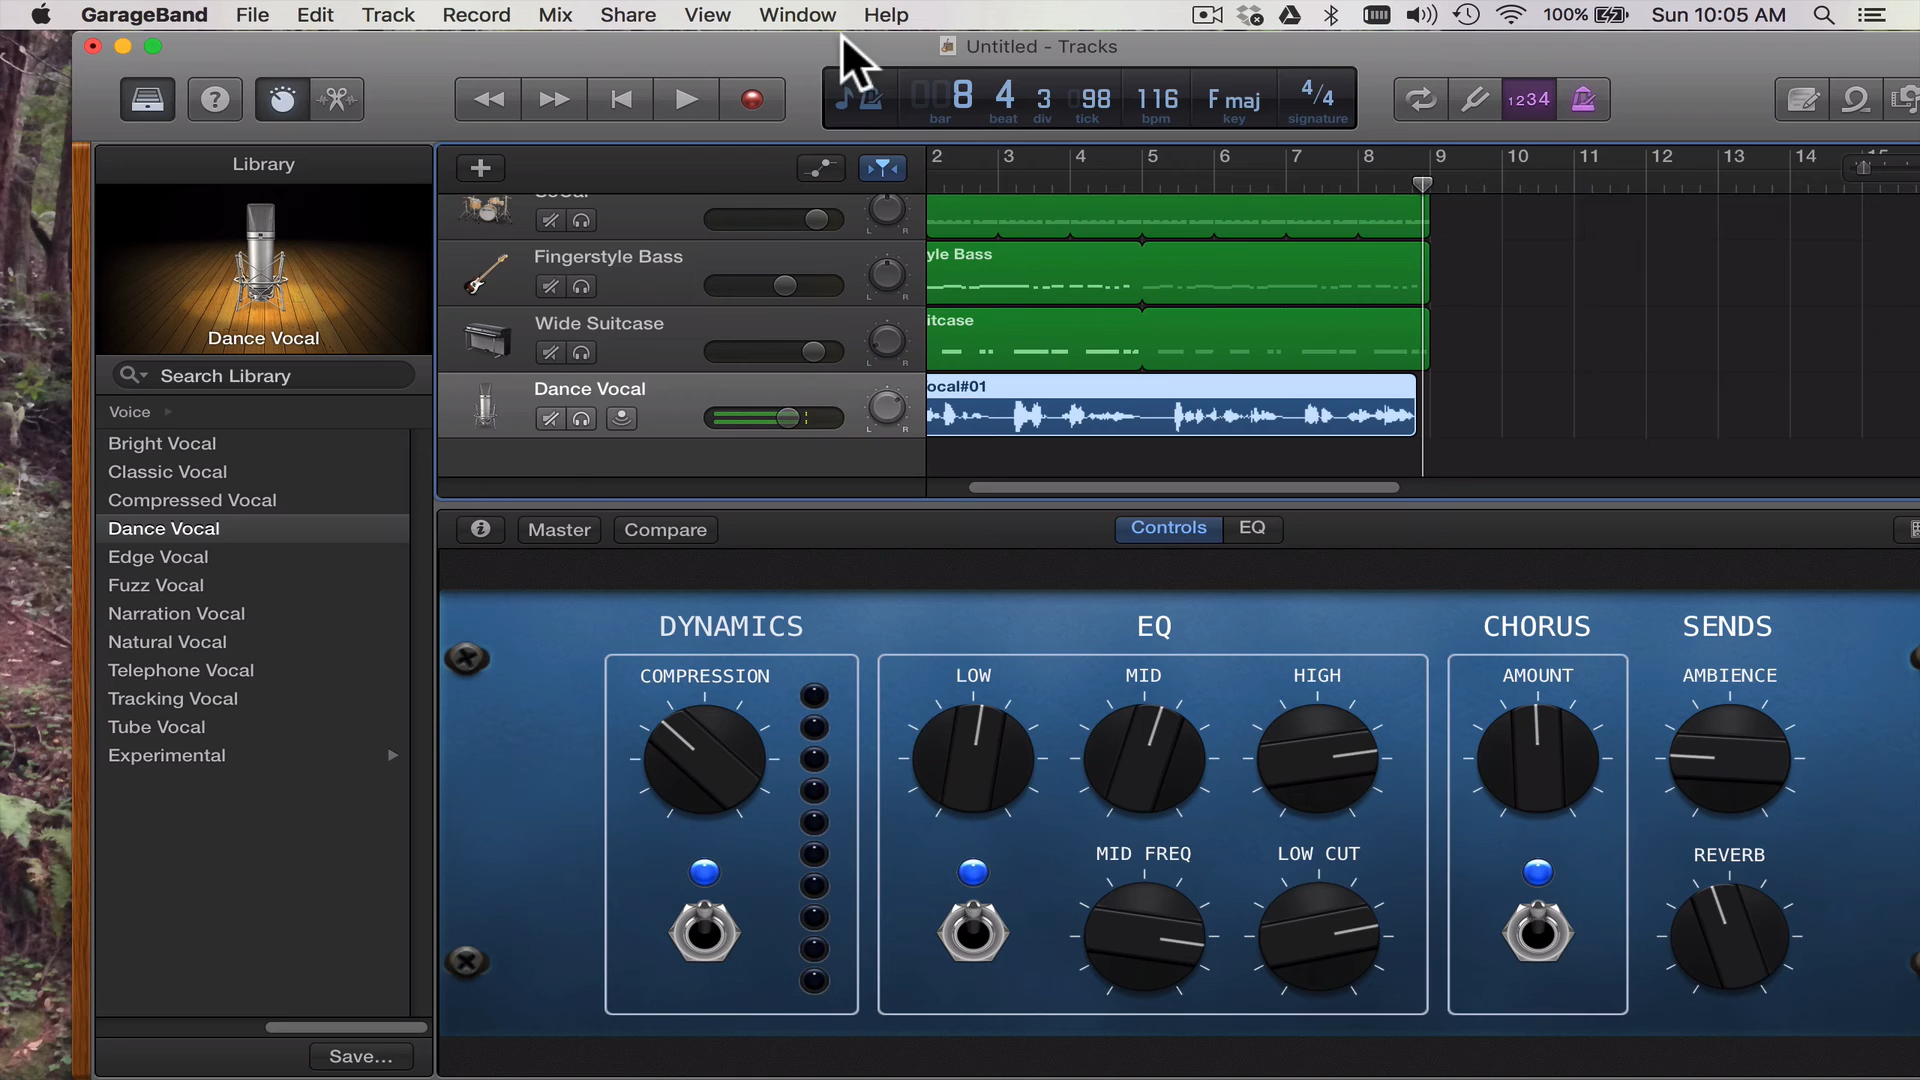 GarageBand File Edit Track Record Mix Share View Window Help 100% Sun 10:05 AM
Untitled - Tracks
8 4 3 98 116 F maj 4/4
bar beat div tick bpm key signature
1234
Library
2 3 4 5 6 7 8 9 10 11 12 13 14 15
SoCal
Fingerstyle Bass
yle Bass
Wide Suitcase
itcase
Dance Vocal
ocal#01
L R
L R
L R
L R
Dance Vocal
Search Library
Voice
Bright Vocal
Classic Vocal
Compressed Vocal
Dance Vocal
Edge Vocal
Fuzz Vocal
Narration Vocal
Natural Vocal
Telephone Vocal
Tracking Vocal
Tube Vocal
Experimental
Save...
Master Compare Controls EQ
DYNAMICS EQ CHORUS SENDS
COMPRESSION LOW MID HIGH AMOUNT AMBIENCE
MID FREQ LOW CUT REVERB